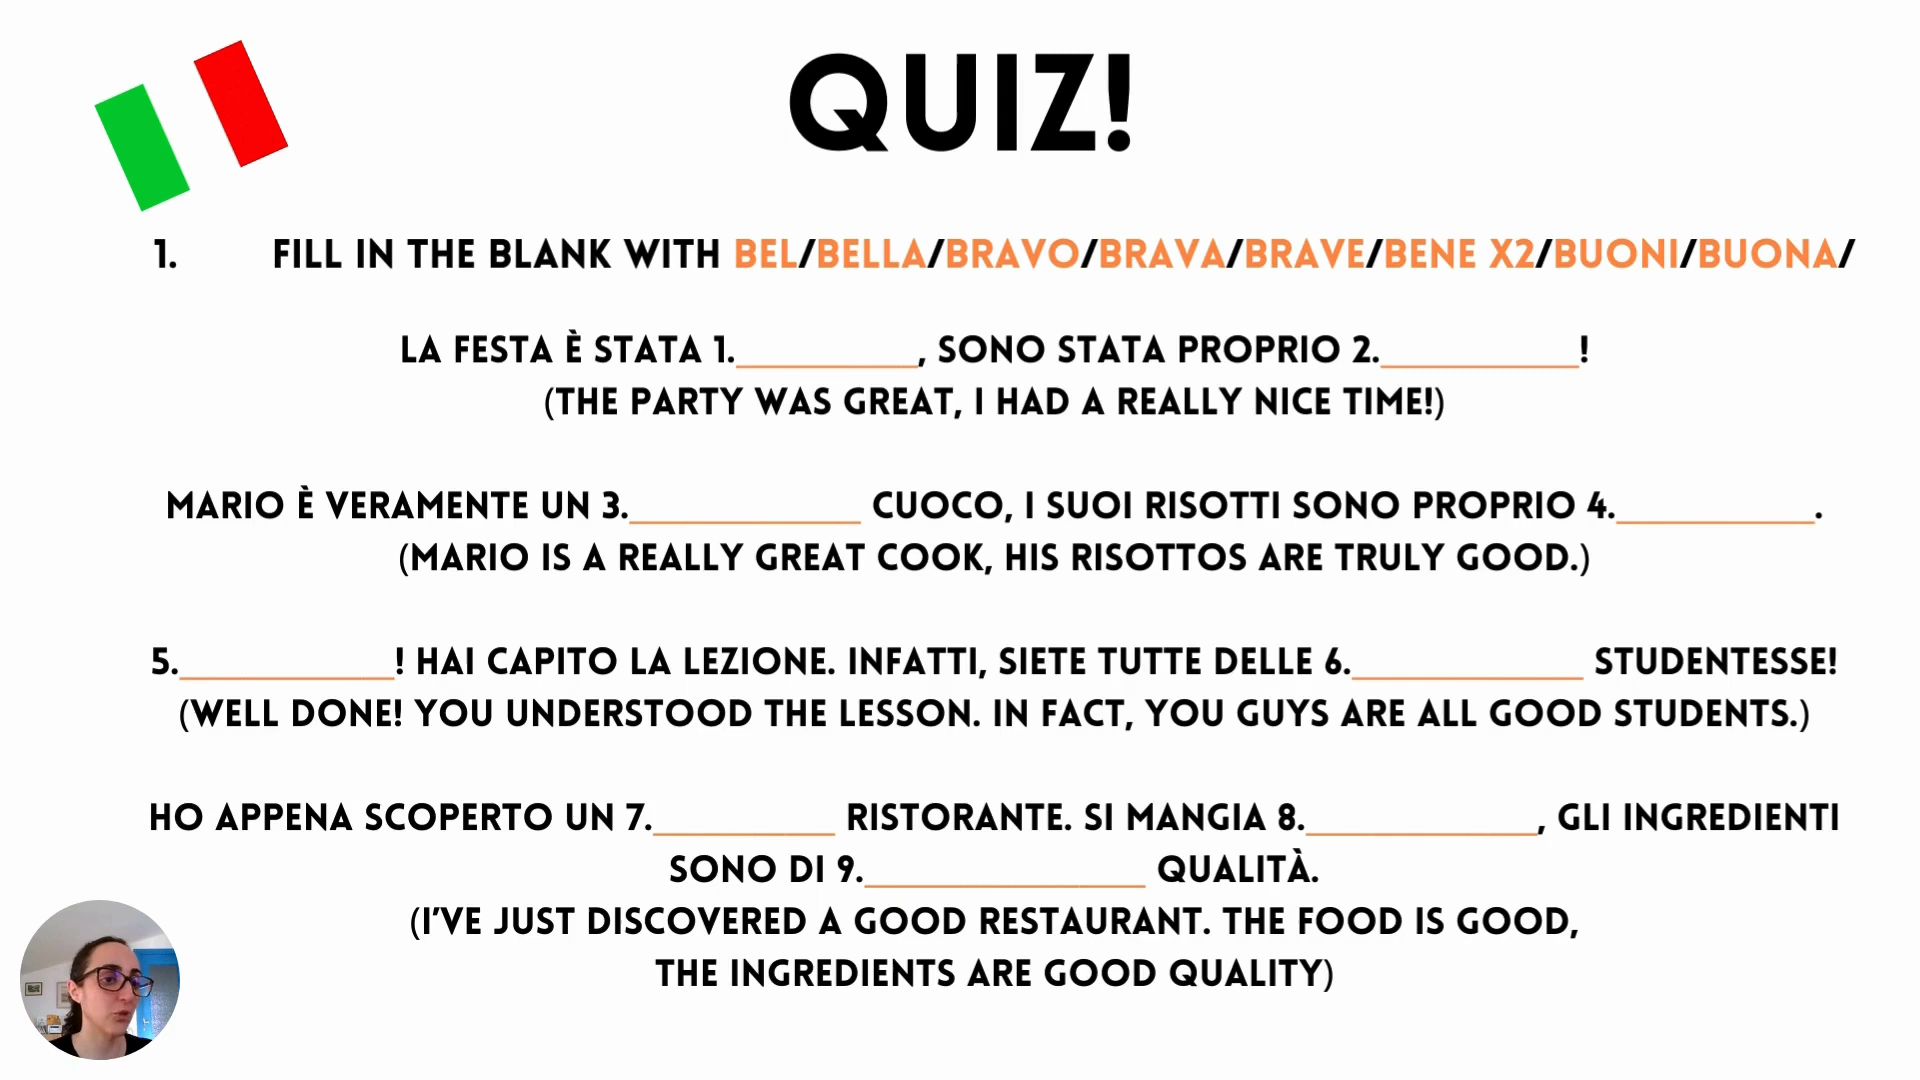 QUIZ!
1. FILL IN THE BLANK WITH BEL/BELLA/BRAVO/BRAVA/BRAVE/BENE X2/BUONI/BUONA/
LA FESTA È STATA 1.__________, SONO STATA PROPRIO 2.___________!
(THE PARTY WAS GREAT, I HAD A REALLY NICE TIME!)
MARIO È VERAMENTE UN 3._____________ CUOCO, I SUOI RISOTTI SONO PROPRIO 4.___________.
(MARIO IS A REALLY GREAT COOK, HIS RISOTTOS ARE TRULY GOOD.)
5.____________! HAI CAPITO LA LEZIONE. INFATTI, SIETE TUTTE DELLE 6._____________ STUDENTESSE!
(WELL DONE! YOU UNDERSTOOD THE LESSON. IN FACT, YOU GUYS ARE ALL GOOD STUDENTS.)
HO APPENA SCOPERTO UN 7.__________ RISTORANTE. SI MANGIA 8._____________, GLI INGREDIENTI
SONO DI 9.________________ QUALITÀ.
(I'VE JUST DISCOVERED A GOOD RESTAURANT. THE FOOD IS GOOD,
THE INGREDIENTS ARE GOOD QUALITY)